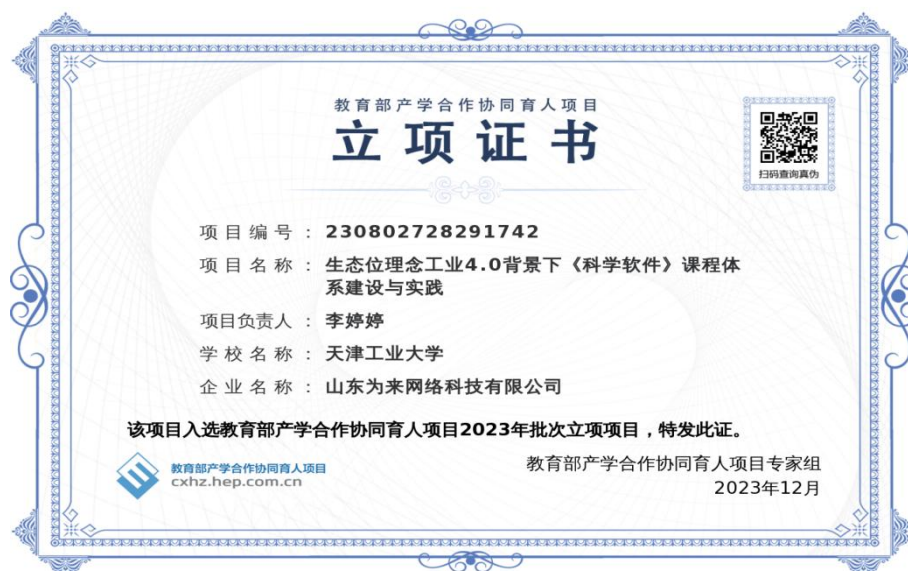 教育部产学合作协同育人项目
立项证书
扫码查询真伪
项目编号：230802728291742
项目名称：生态位理念工业4.0背景下《科学软件》课程体
系建设与实践
项目负责人：李婷婷
学校名称：天津工业大学
企业名称：山东为来网络科技有限公司
该项目入选教育部产学合作协同育人项目2023年批次立项项目，特发此证。
教育部产学合作协同育人项目
cxhz.hep.com.cn
教育部产学合作协同育人项目专家组
2023年12月